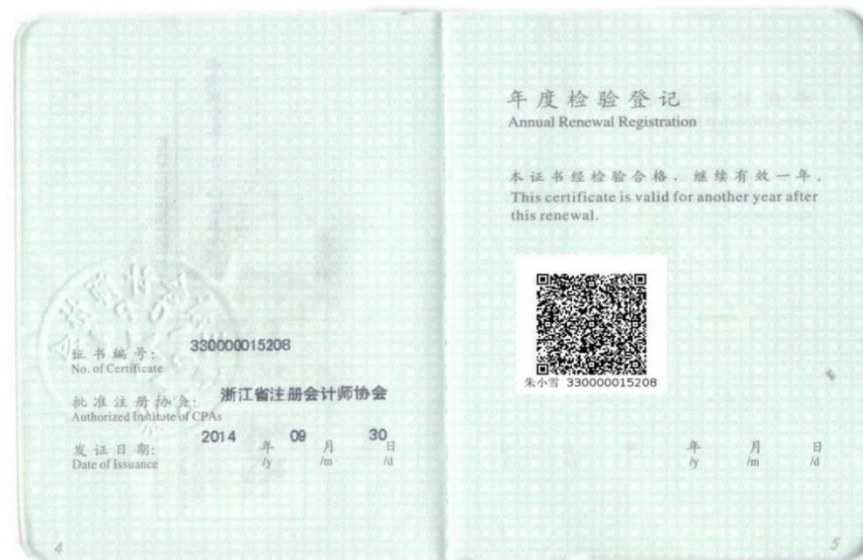 证书编号: 330000015208
No. of Certificate
批准注册协会: 浙江省注册会计师协会
Authorized Institute of CPAs
发证日期: 2014 年 09 月 30 日
Date of Issuance /y /m /d
4
年度检验登记
Annual Renewal Registration
本证书经检验合格，继续有效一年。
This certificate is valid for another year after
this renewal.
朱小雪 330000015208
年 月 日
/y /m /d
5